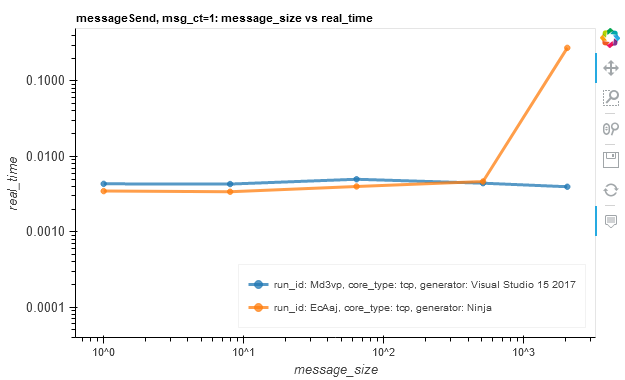 messageSend, msg_ct=1: message_size vs real_time
0.1000
0.0100
0.0010
0.0001
real_time
run_id: Md3vp, core_type: tcp, generator: Visual Studio 15 2017
run_id: EcAaj, core_type: tcp, generator: Ninja
10^0
10^1
10^2
10^3
message_size